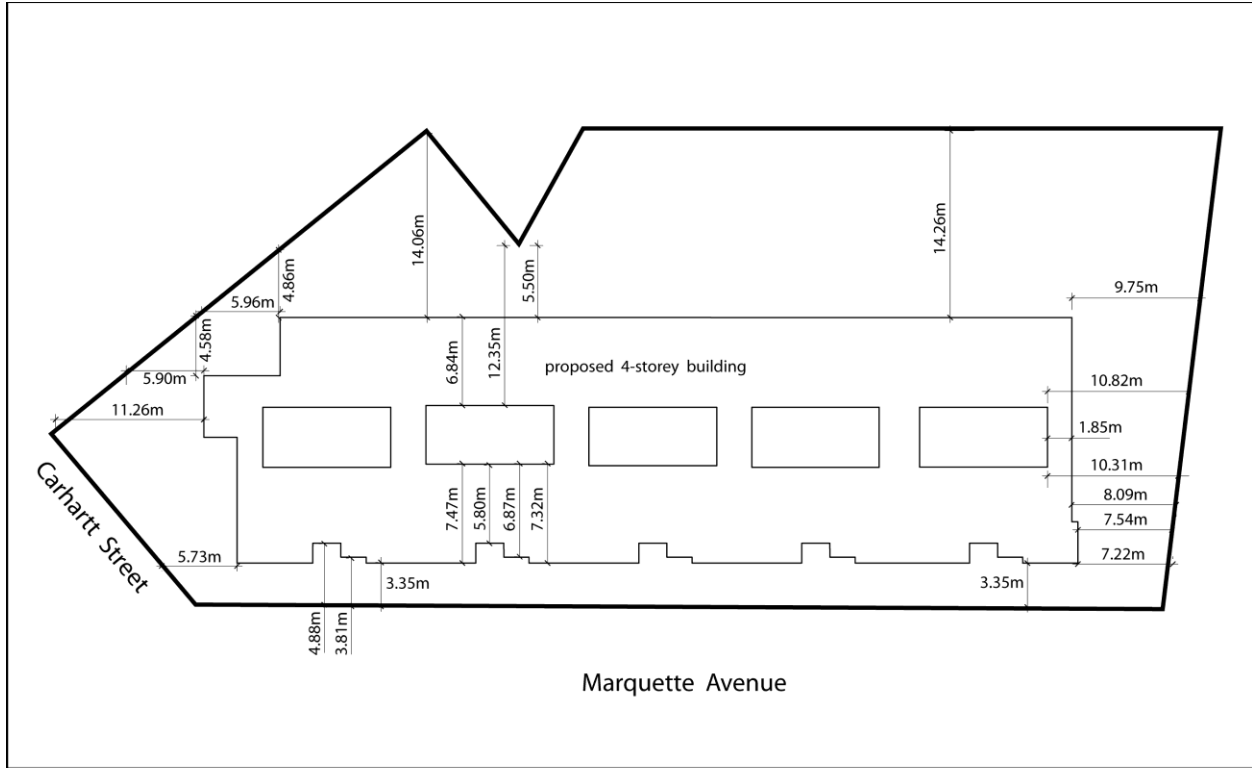 14.06m
14.26m
4.86m
5.50m
5.96m
9.75m
4.58m
6.84m
12.35m
proposed 4-storey building
5.90m
10.82m
11.26m
1.85m
Carhartt Street
10.31m
7.47m
5.80m
6.87m
7.32m
8.09m
7.54m
5.73m
7.22m
3.35m
3.35m
4.88m
3.81m
Marquette Avenue